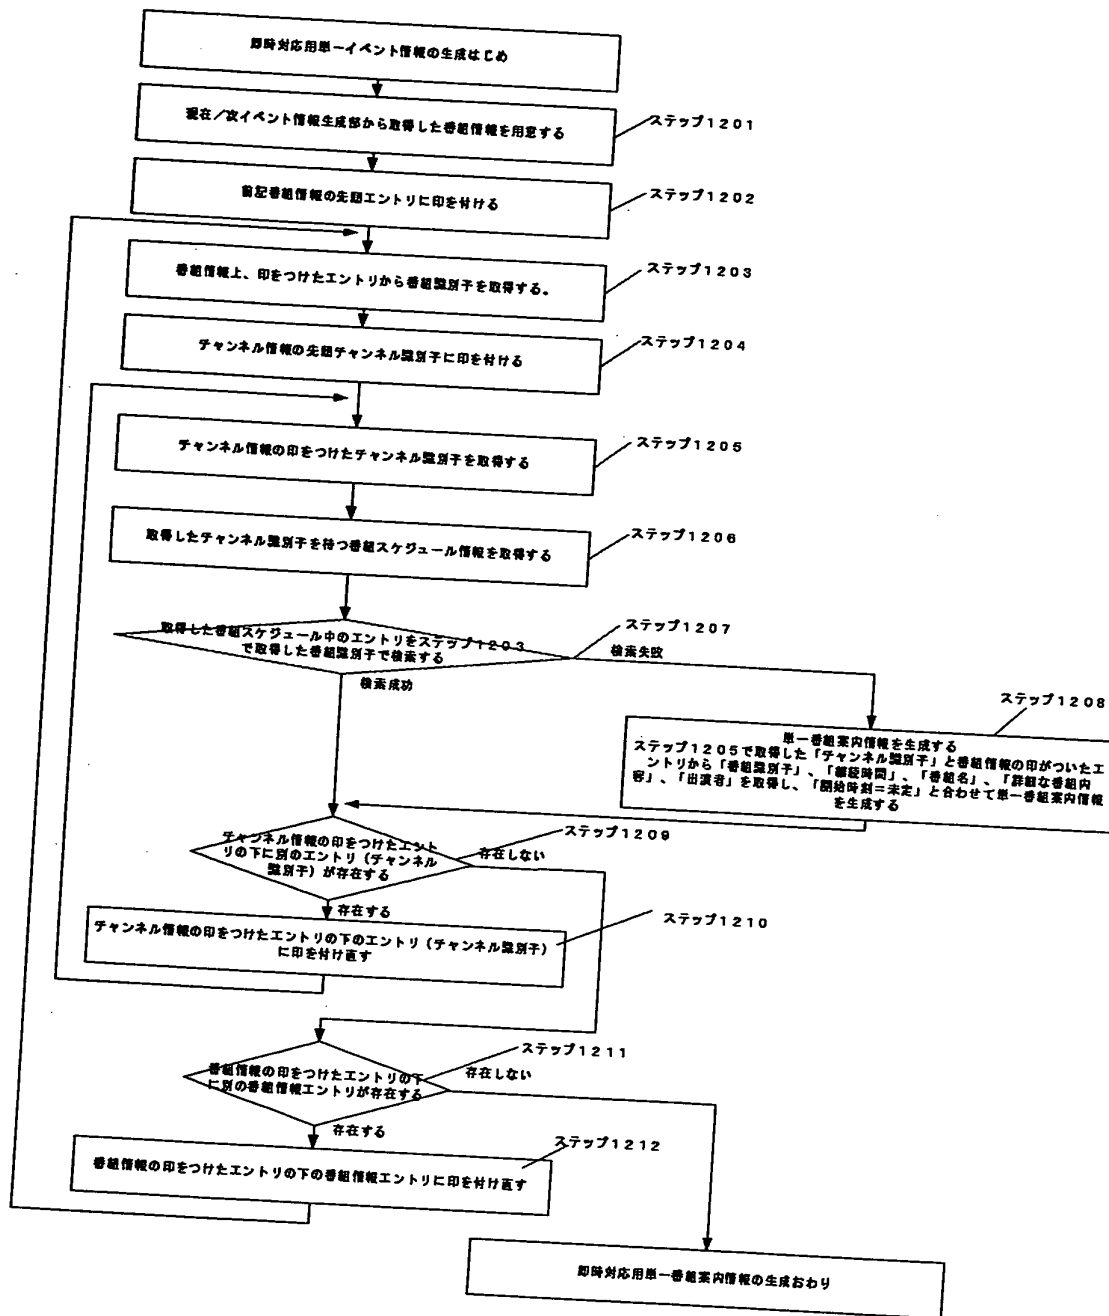 即時対応用単一イベント情報の生成はじめ
現在／次イベント情報生成部から取得した番組情報を用意する
ステップ1201
前記番組情報の先頭エントリに印を付ける
ステップ1202
番組情報上、印をつけたエントリから番組識別子を取得する。
ステップ1203
チャンネル情報の先頭チャンネル識別子に印を付ける
ステップ1204
チャンネル情報の印をつけたチャンネル識別子を取得する
ステップ1205
取得したチャンネル識別子を待つ番組スケジュール情報を取得する
ステップ1206
取得した番組スケジュール中のエントリをステップ1203
で取得した番組識別子で検索する
ステップ1207
検索失敗
検索成功
ステップ1208
単一番組案内情報を生成する
ステップ1205で取得した「チャンネル識別子」と番組情報の印がついたエ
ントリから「番組識別子」、「継続時間」、「番組名」、「詳細な番組内
容」、「出演者」を取得し、「開始時刻＝未定」と合わせて単一番組案内情報
を生成する
チャンネル情報の印をつけたエント
リの下に別のエントリ（チャンネル
識別子）が存在する
ステップ1209
存在しない
存在する
チャンネル情報の印をつけたエントリの下のエントリ（チャンネル識別子）
に印を付け直す
ステップ1210
番組情報の印をつけたエントリの下
に別の番組情報エントリが存在する
ステップ1211
存在しない
存在する
番組情報の印をつけたエントリの下の番組情報エントリに印を付け直す
ステップ1212
即時対応用単一番組案内情報の生成おわり